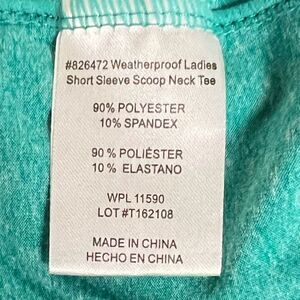 #826472 Weatherproof Ladies
Short Sleeve Scoop Neck Tee
90% POLYESTER
10% SPANDEX
90 % POLIÉSTER
10 % ELASTANO
WPL 11590
LOT #T162108
MADE IN CHINA
HECHO EN CHINA